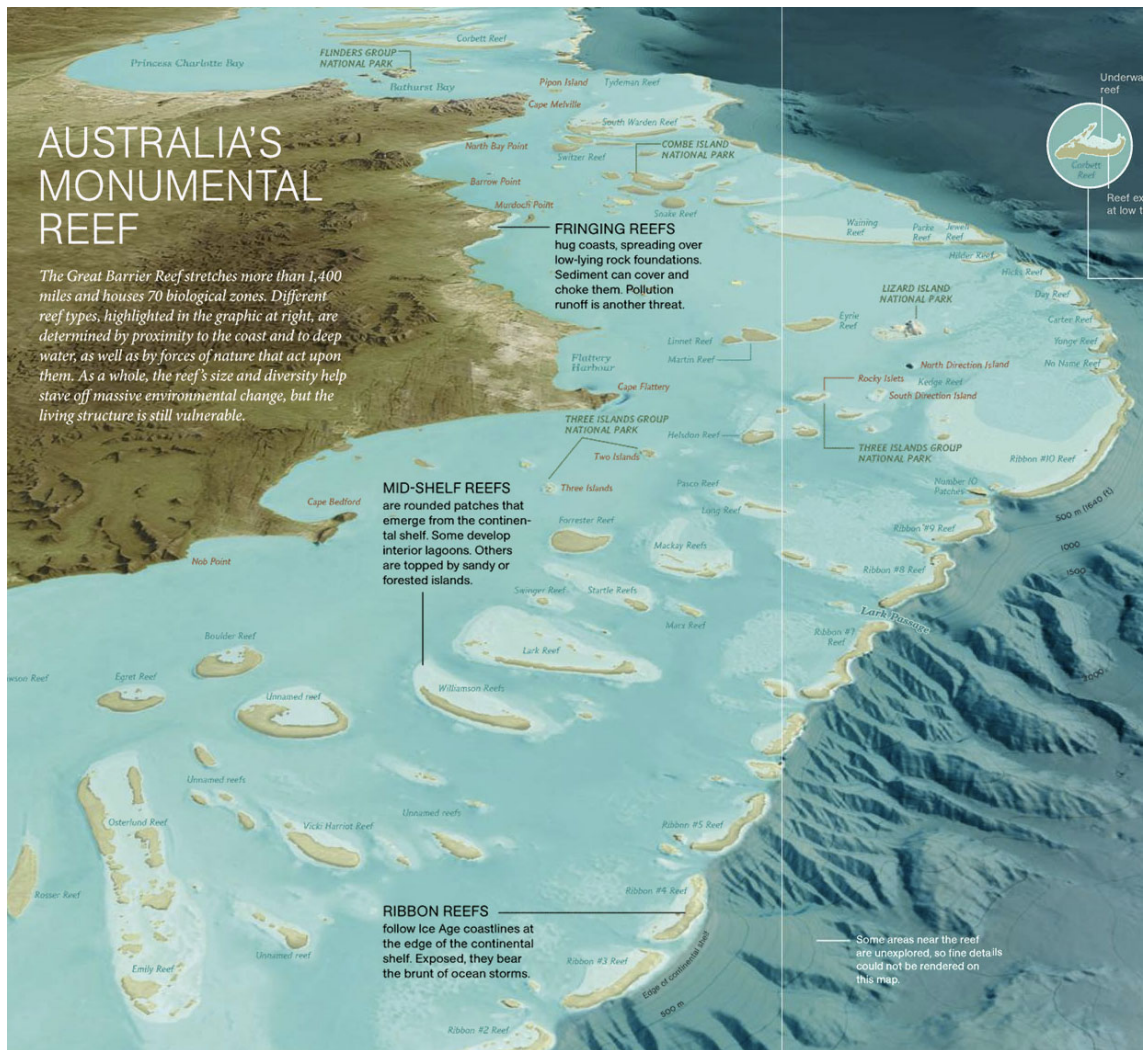 Corbett Reef
FLINDERS GROUP
NATIONAL PARK
Princess Charlotte Bay
Bathurst Bay
Pipon Island
Tydeman Reef
Cape Melville
Underwa
reef
South Warden Reef
AUSTRALIA'S
MONUMENTAL
REEF
North Bay Point
Switzer Reef
COMBE ISLAND
NATIONAL PARK
Corbett
Reef
Barrow Point
Reef ex
at low t
Murdoch Point
Snake Reef
FRINGING REEFS
hug coasts, spreading over
low-lying rock foundations.
Sediment can cover and
choke them. Pollution
runoff is another threat.
Waining
Reef
Parke
Reef
Jewell
Reef
Hilder Reef
Hicks Reef
The Great Barrier Reef stretches more than 1,400
miles and houses 70 biological zones. Different
reef types, highlighted in the graphic at right, are
determined by proximity to the coast and to deep
water, as well as by forces of nature that act upon
them. As a whole, the reef's size and diversity help
stave off massive environmental change, but the
living structure is still vulnerable.
LIZARD ISLAND
NATIONAL PARK
Day Reef
Carter Reef
Eyrie
Reef
Yonge Reef
Linnet Reef
Martin Reef
No Name Reef
Flattery
Harbour
North Direction Island
Rocky Islets
Kedge Reef
South Direction Island
Cape Flattery
THREE ISLANDS GROUP
NATIONAL PARK
Helsdon Reef
THREE ISLANDS GROUP
NATIONAL PARK
Two Islands
Ribbon #10 Reef
MID-SHELF REEFS
are rounded patches that
emerge from the continen-
tal shelf. Some develop
interior lagoons. Others
are topped by sandy or
forested islands.
Three Islands
Pasco Reef
Number 10
Patches
Cape Bedford
Long Reef
500 m (1640 ft)
Forrester Reef
Ribbon #9 Reef
Mackay Reefs
1000
Nob Point
Ribbon #8 Reef
1500
Swinger Reef
Startle Reefs
Lark Passage
Marx Reef
Ribbon #7
Reef
Boulder Reef
Lark Reef
wson Reef
Egret Reef
2000
Unnamed reef
Williamson Reefs
Unnamed reefs
Unnamed reefs
Osterlund Reef
Vicki Harriot Reef
Ribbon #5 Reef
Rosser Reef
Ribbon #4 Reef
RIBBON REEFS
follow Ice Age coastlines at
the edge of the continental
shelf. Exposed, they bear
the brunt of ocean storms.
Some areas near the reef
are unexplored, so fine details
could not be rendered on
this map.
Unnamed reef
Emily Reef
Ribbon #3 Reef
Edge of continental shelf
500 m
Ribbon #2 Reef